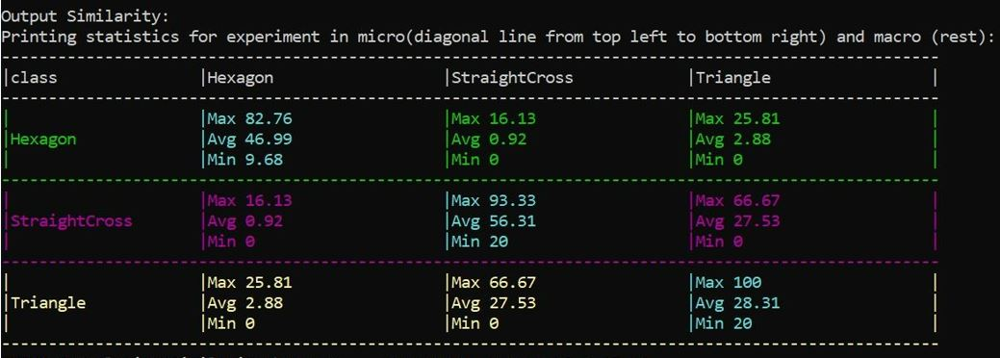 Output Similarity:
Printing statistics for experiment in micro(diagonal line from top left to bottom right) and macro (rest):
|class |Hexagon |StraightCross |Triangle |
| |Max 82.76 |Max 16.13 |Max 25.81 |
|Hexagon |Avg 46.99 |Avg 0.92 |Avg 2.88 |
| |Min 9.68 |Min 0 |Min 0 |
| |Max 16.13 |Max 93.33 |Max 66.67 |
|StraightCross |Avg 0.92 |Avg 56.31 |Avg 27.53 |
| |Min 0 |Min 20 |Min 0 |
| |Max 25.81 |Max 66.67 |Max 100 |
|Triangle |Avg 2.88 |Avg 27.53 |Avg 28.31 |
| |Min 0 |Min 0 |Min 20 |